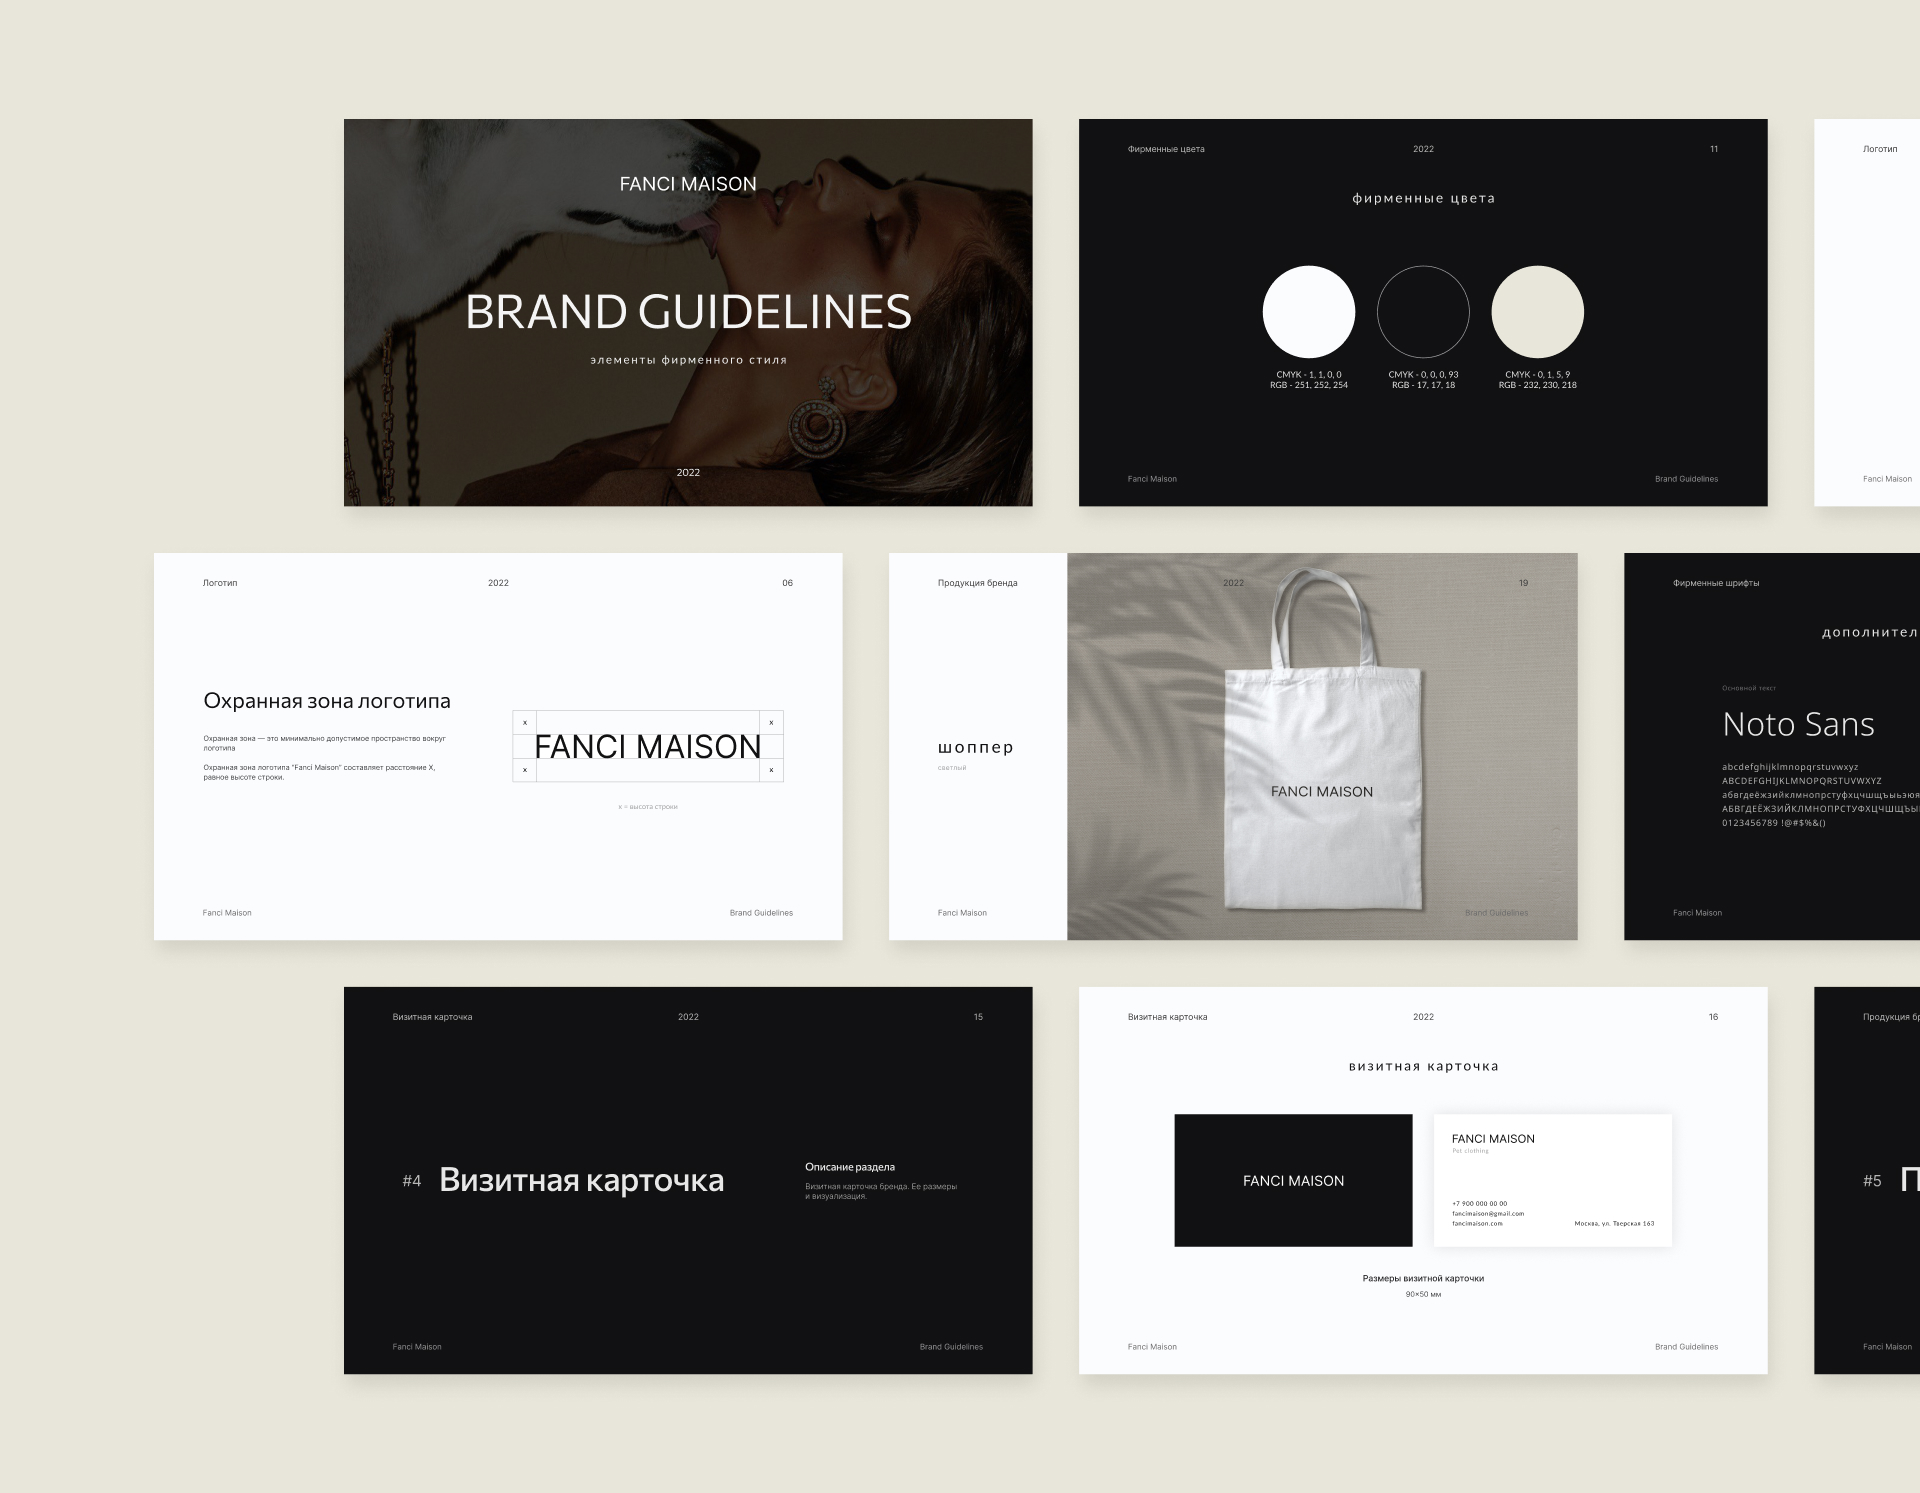 FANCI MAISON
BRAND GUIDELINES
элементы фирменного стиля
2022
Фирменные цвета
2022
11
фирменные цвета
CMYK - 1, 1, 0, 0
RGB - 251, 252, 254
CMYK - 0, 0, 0, 93
RGB - 17, 17, 18
CMYK - 0, 1, 5, 9
RGB - 232, 230, 218
Fanci Maison
Brand Guidelines
Логотип
Fanci Maison
Логотип
2022
06
Охранная зона логотипа
Охранная зона — это минимально допустимое пространство вокруг
логотипа
Охранная зона логотипа "Fanci Maison" составляет расстояние X,
равное высоте строки.
x
x
FANCI MAISON
x
x
x = высота строки
Fanci Maison
Brand Guidelines
Продукция бренда
2022
19
шоппер
светлый
FANCI MAISON
Fanci Maison
Brand Guidelines
Фирменные шрифты
дополнител
Основной текст
Noto Sans
abcdefghijklmnopqrstuvwxyz
ABCDEFGHIJKLMNOPQRSTUVWXYZ
абвгдеёжзийклмнопрстуфхцчшщъыьэюя
АБВГДЕЁЖЗИЙКЛМНОПРСТУФХЦЧШЩЪЫ
0123456789 !@#$%&()
Fanci Maison
Визитная карточка
2022
15
#4 Визитная карточка
Описание раздела
Визитная карточка бренда. Ее размеры
и визуализация.
Fanci Maison
Brand Guidelines
Визитная карточка
2022
16
визитная карточка
FANCI MAISON
FANCI MAISON
Pet clothing
+7 900 000 00 00
fancimaison@gmail.com
fancimaison.com
Москва, ул. Тверская 163
Размеры визитной карточки
90×50 мм
Fanci Maison
Brand Guidelines
Продукция бр
#5 П
Fanci Maison